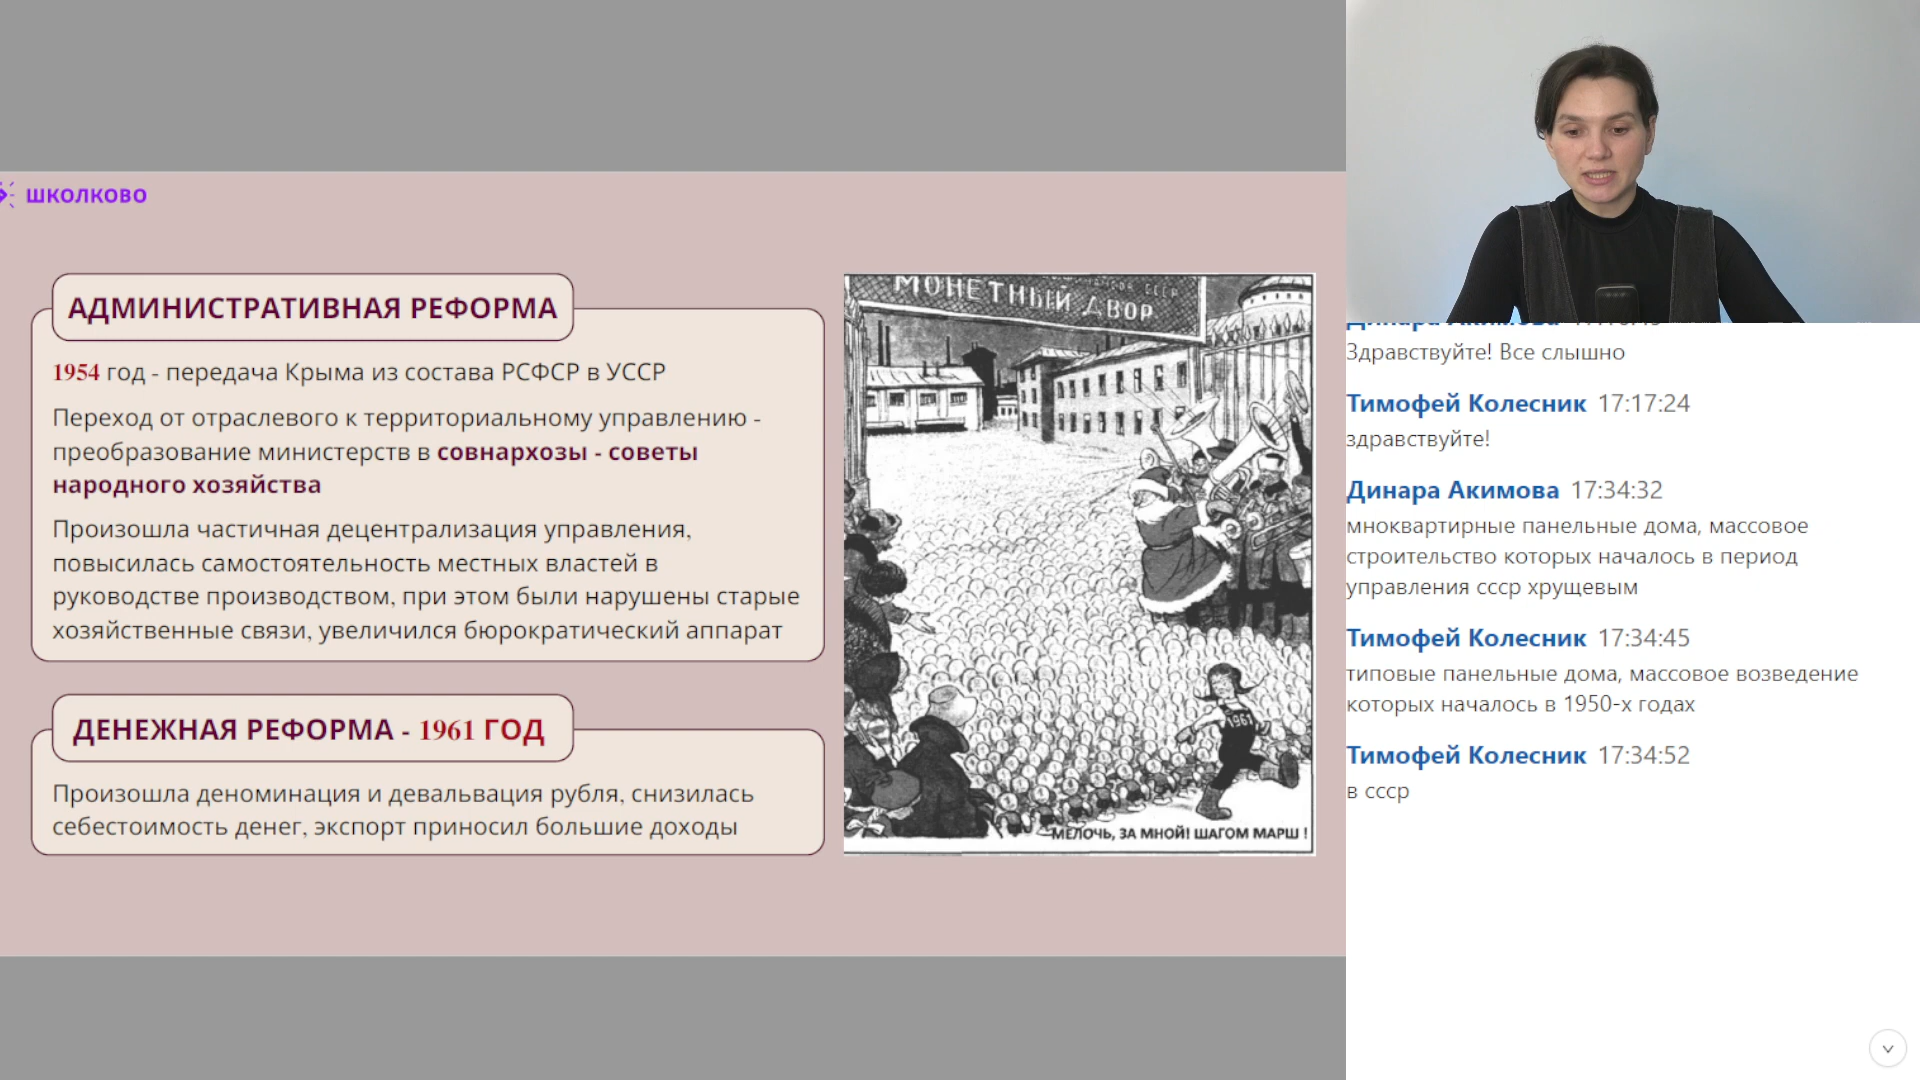 ШКОЛКОВО
АДМИНИСТРАТИВНАЯ РЕФОРМА
1954 год - передача Крыма из состава РСФСР в УССР
Переход от отраслевого к территориальному управлению -
преобразование министерств в совнархозы - советы
народного хозяйства
Произошла частичная децентрализация управления,
повысилась самостоятельность местных властей в
руководстве производством, при этом были нарушены старые
хозяйственные связи, увеличился бюрократический аппарат
ДЕНЕЖНАЯ РЕФОРМА - 1961 ГОД
Произошла деноминация и девальвация рубля, снизилась
себестоимость денег, экспорт приносил большие доходы
СССР
МОНЕТНЫЙ ДВОР
1961
МЕЛОЧЬ, ЗА МНОЙ! ШАГОМ МАРШ !
Динара Акимова
Здравствуйте! Все слышно
Тимофей Колесник 17:17:24
здравствуйте!
Динара Акимова 17:34:32
мноквартирные панельные дома, массовое
строительство которых началось в период
управления ссср хрущевым
Тимофей Колесник 17:34:45
типовые панельные дома, массовое возведение
которых началось в 1950-х годах
Тимофей Колесник 17:34:52
в ссср